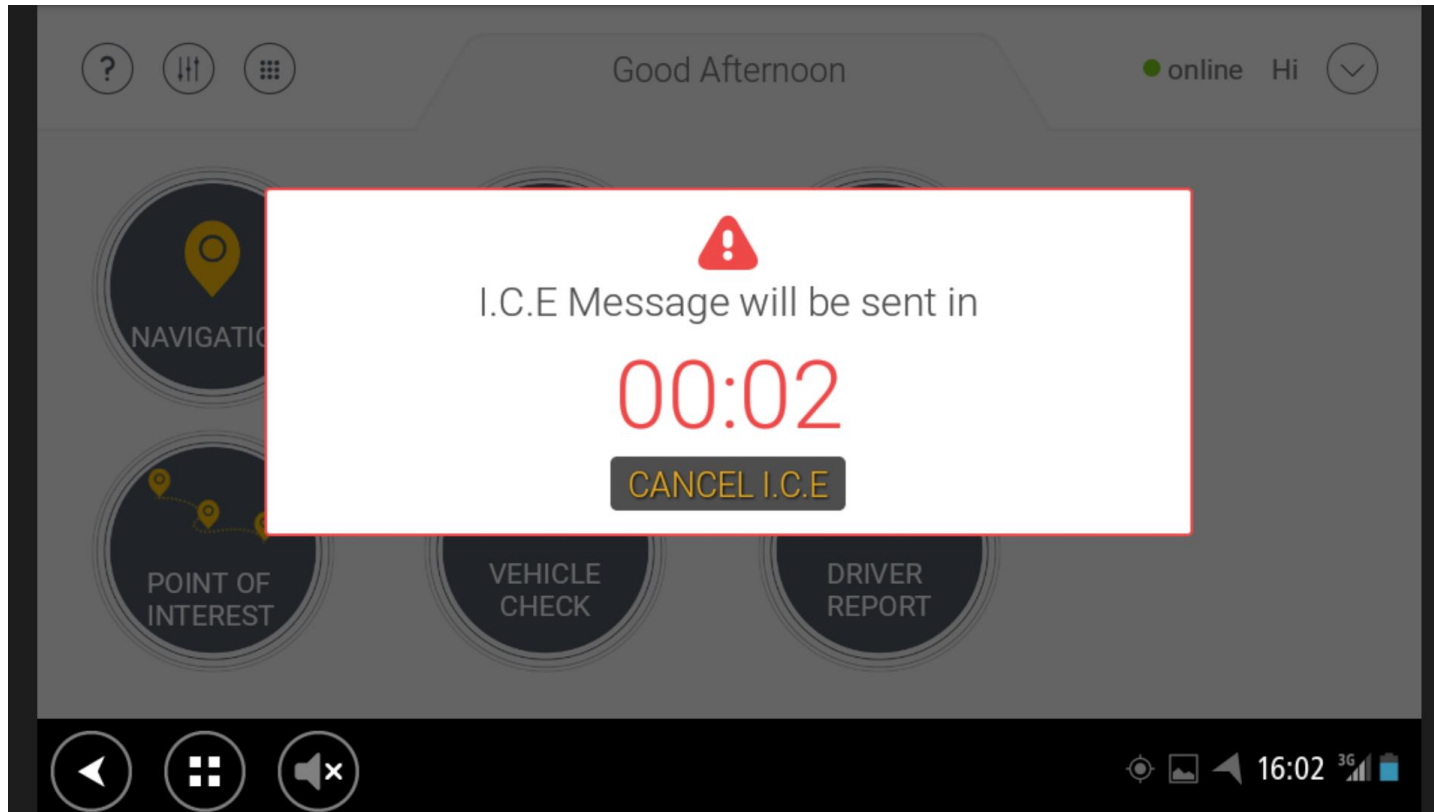 ?
Good Afternoon
online Hi
I.C.E Message will be sent in
00:02
CANCEL I.C.E
POINT OF
INTEREST
VEHICLE
CHECK
DRIVER
REPORT
16:02 3G